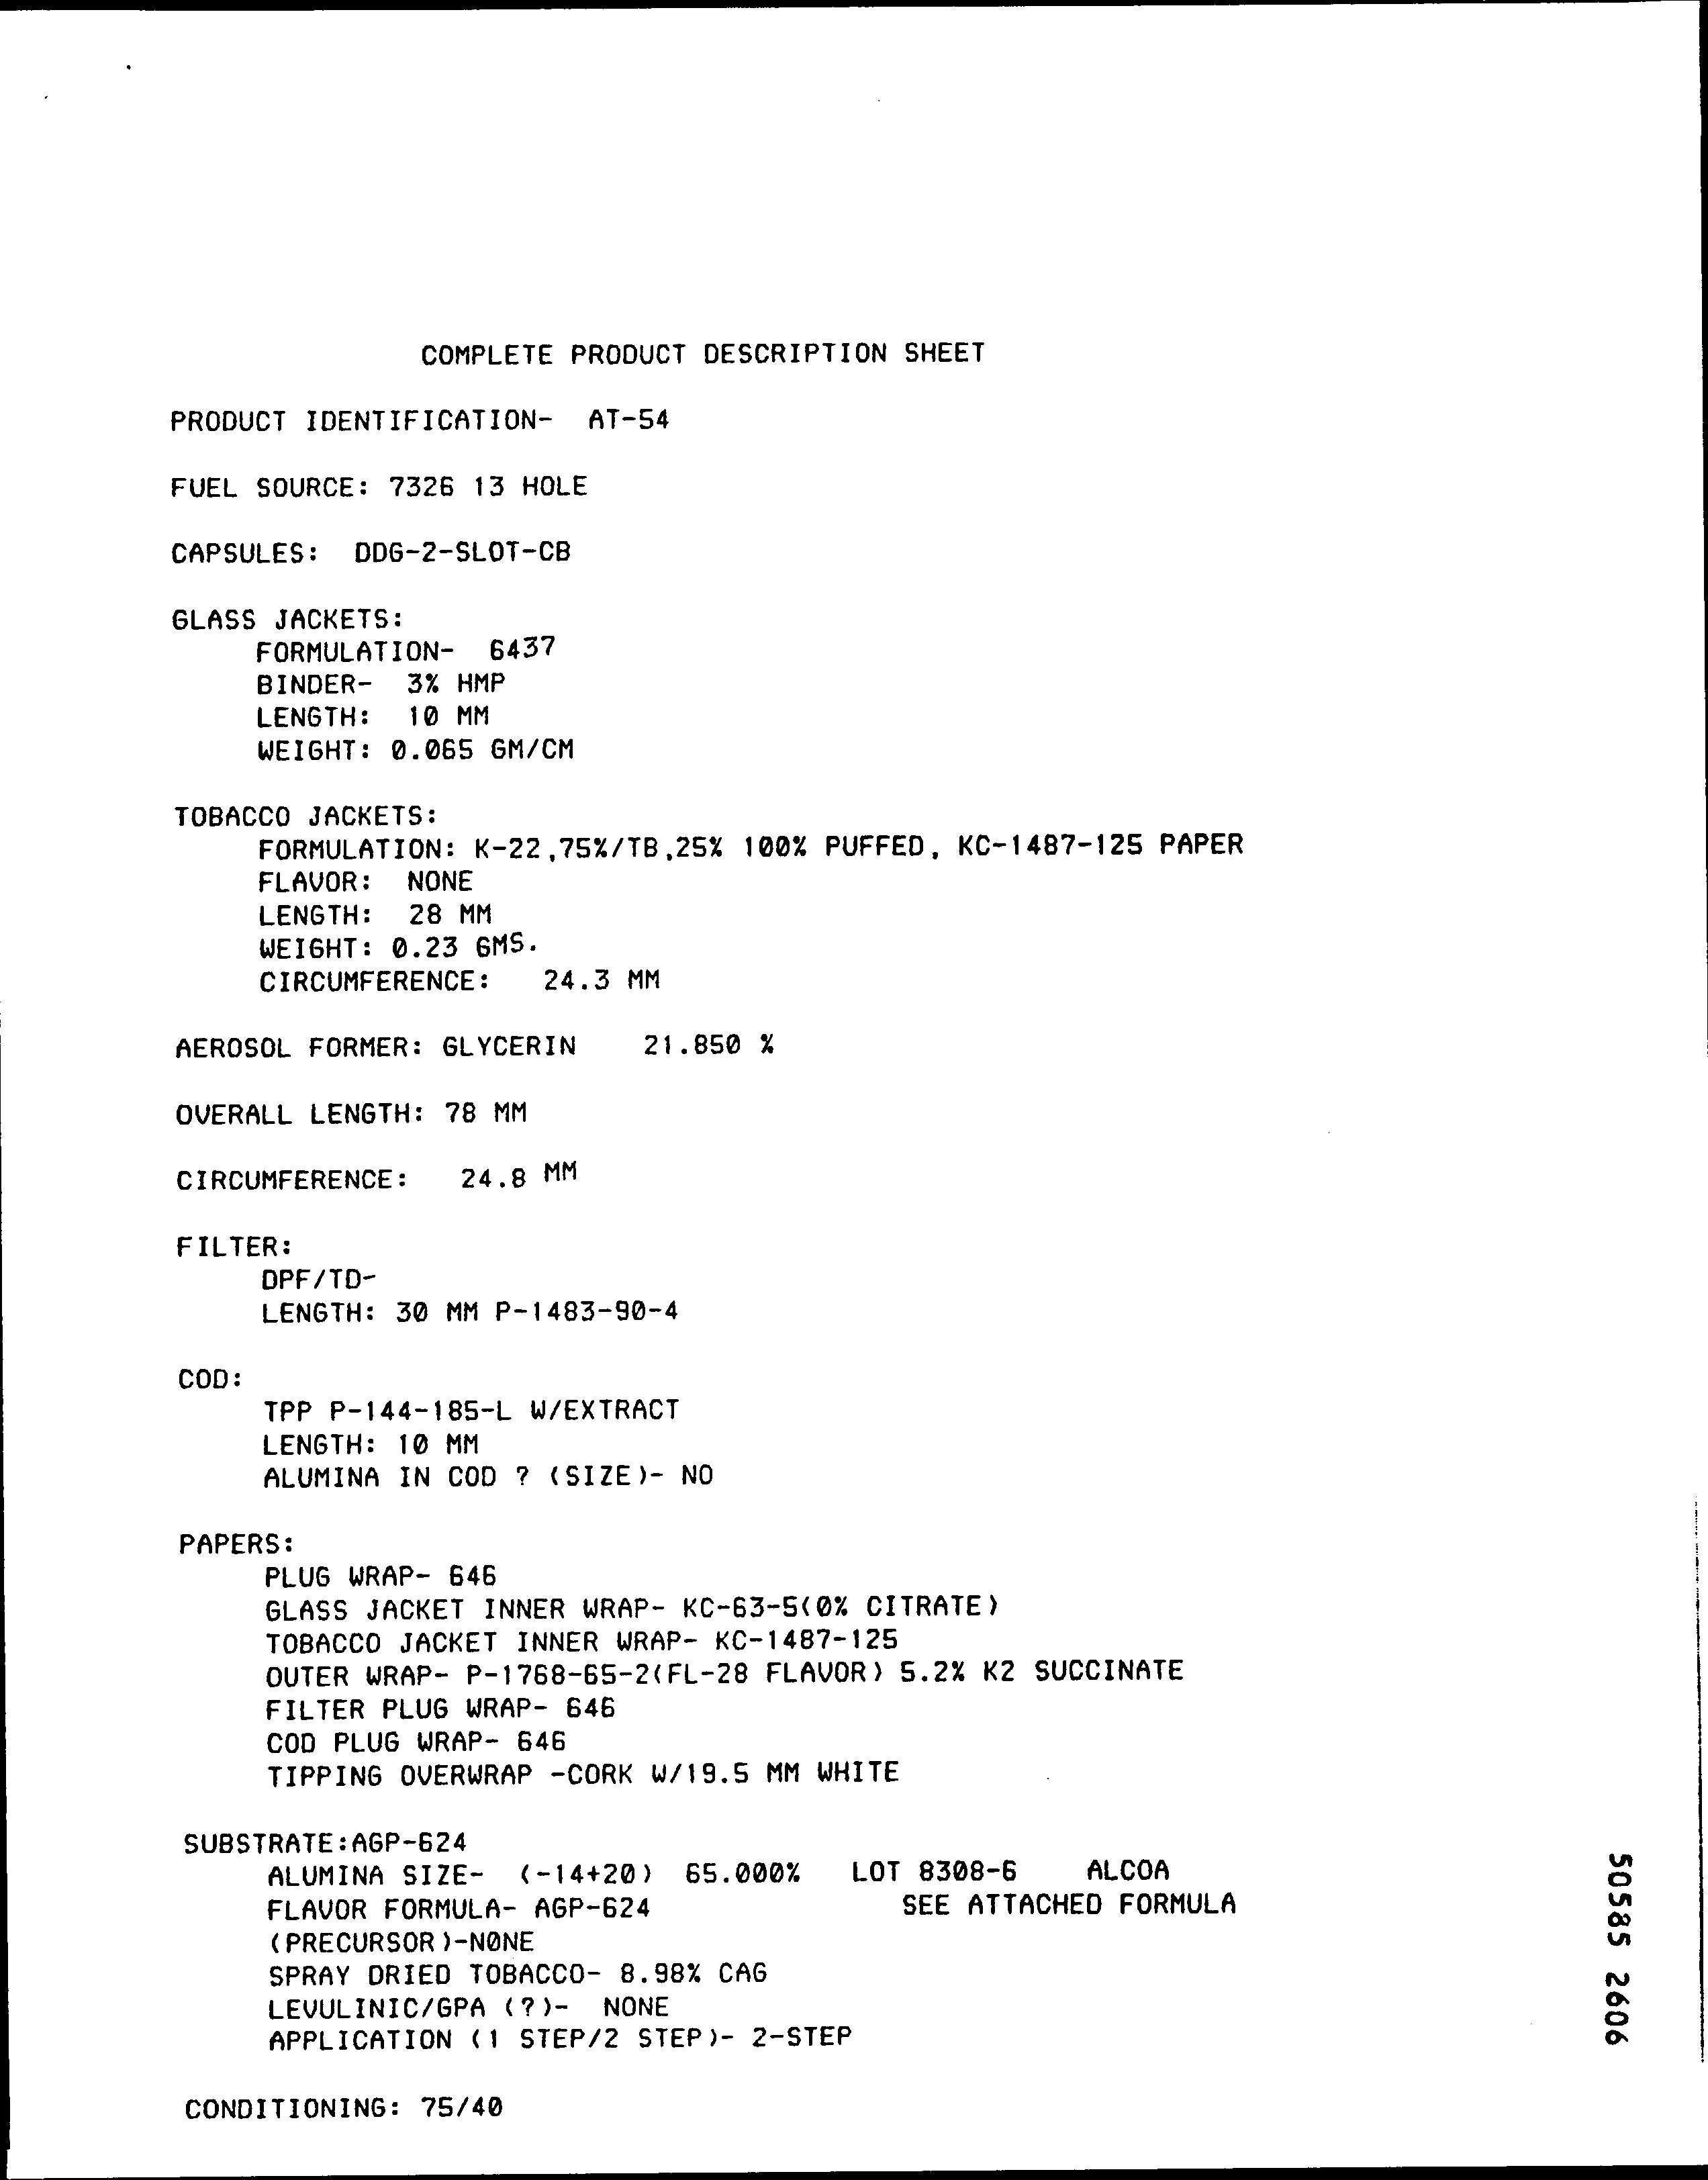 COMPLETE PRODUCT DESCRIPTION SHEET
PRODUCT IDENTIFICATION- AT-54
FUEL SOURCE: 7326 13 HOLE
CAPSULES: DDG-2-SLOT-CB
GLASS JACKETS:
FORMULATION- 6437
BINDER- 3% HMP
LENGTH: 10 MM
WEIGHT: 0.065 GM/CM
TOBACCO JACKETS:
FORMULATION: K-22,75%/TB,25% 100% PUFFED, KC-1487-125 PAPER
FLAVOR: NONE
LENGTH: 28 MM
WEIGHT: 0.23 GMS.
CIRCUMFERENCE: 24.3 MM
AEROSOL FORMER: GLYCERIN 21.850 %
OVERALL LENGTH: 78 MM
CIRCUMFERENCE: 24.8 MM
FILTER:
DPF/TD-
LENGTH: 30 MM P-1483-90-4
COD:
TPP P-144-185-L W/EXTRACT
LENGTH: 10 MM
ALUMINA IN COD ? (SIZE)- NO
PAPERS:
PLUG WRAP- 646
GLASS JACKET INNER WRAP- KC-63-5(0% CITRATE)
TOBACCO JACKET INNER WRAP- KC-1487-125
OUTER WRAP- P-1768-65-2(FL-28 FLAVOR) 5.2% K2 SUCCINATE
FILTER PLUG WRAP- 646
COD PLUG WRAP- 646
TIPPING OVERWRAP -CORK W/19.5 MM WHITE
SUBSTRATE:AGP-624
ALUMINA SIZE- (-14+20) 65.000% LOT 8308-6 ALCOA
FLAVOR FORMULA- AGP-624 SEE ATTACHED FORMULA
(PRECURSOR)-N0NE
SPRAY DRIED TOBACCO- 8.98% CAG
LEVULINIC/GPA (?)- NONE
APPLICATION (1 STEP/2 STEP)- 2-STEP
CONDITIONING: 75/40
50585 2606